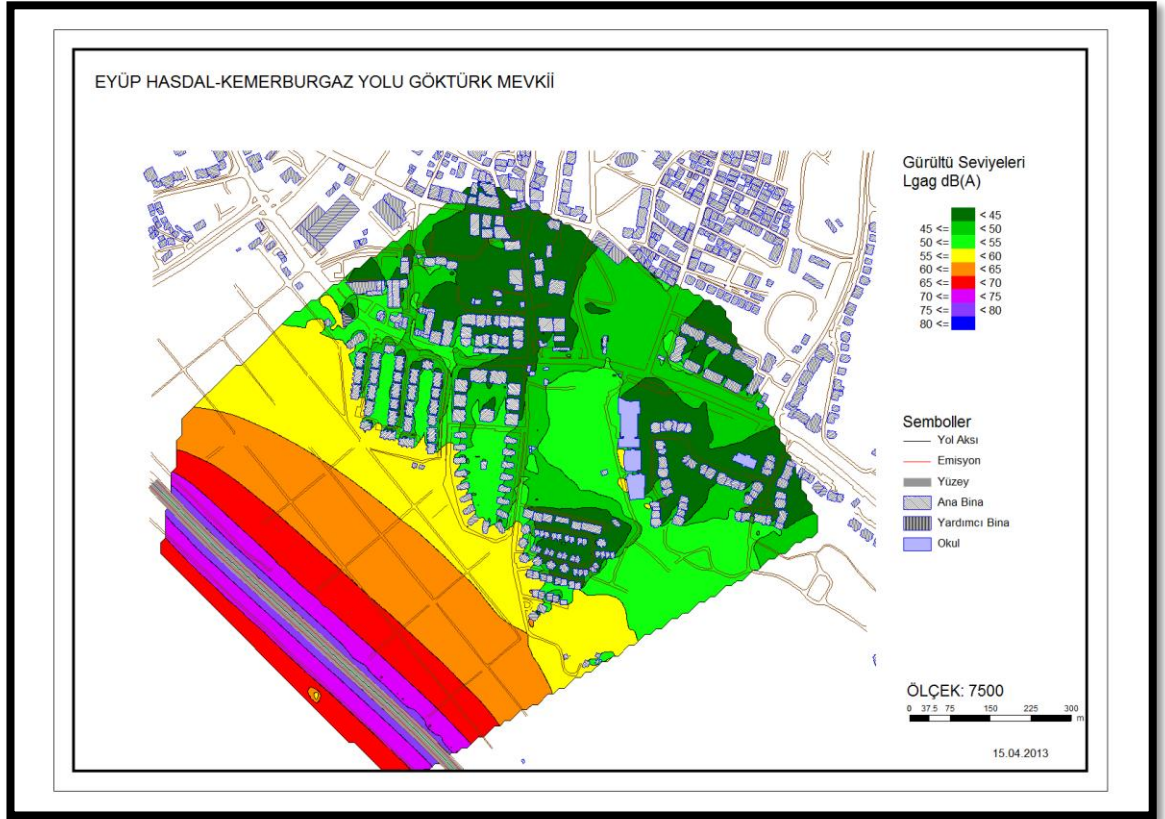 EYÜP HASDAL-KEMERBURGAZ YOLU GÖKTÜRK MEVKİİ
Gürültü Seviyeleri
Lgag dB(A)
< 45
45 <= < 50
50 <= < 55
55 <= < 60
60 <= < 65
65 <= < 70
70 <= < 75
75 <= < 80
80 <=
Semboller
Yol Aksı
Emisyon
Yüzey
Ana Bina
Yardımcı Bina
Okul
ÖLÇEK: 7500
0 37.5 75 150 225 300
m
15.04.2013